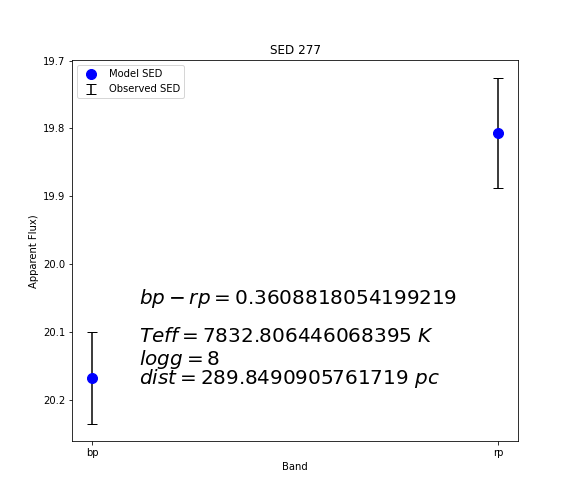 SED 277
19.7
Model SED
Observed SED
19.8
19.9
20.0
20.1
20.2
Apparent Flux)
bp − rp = 0.3608818054199219
Teff = 7832.806446068395 K
logg = 8
dist = 289.8490905761719 pc
bp
rp
Band